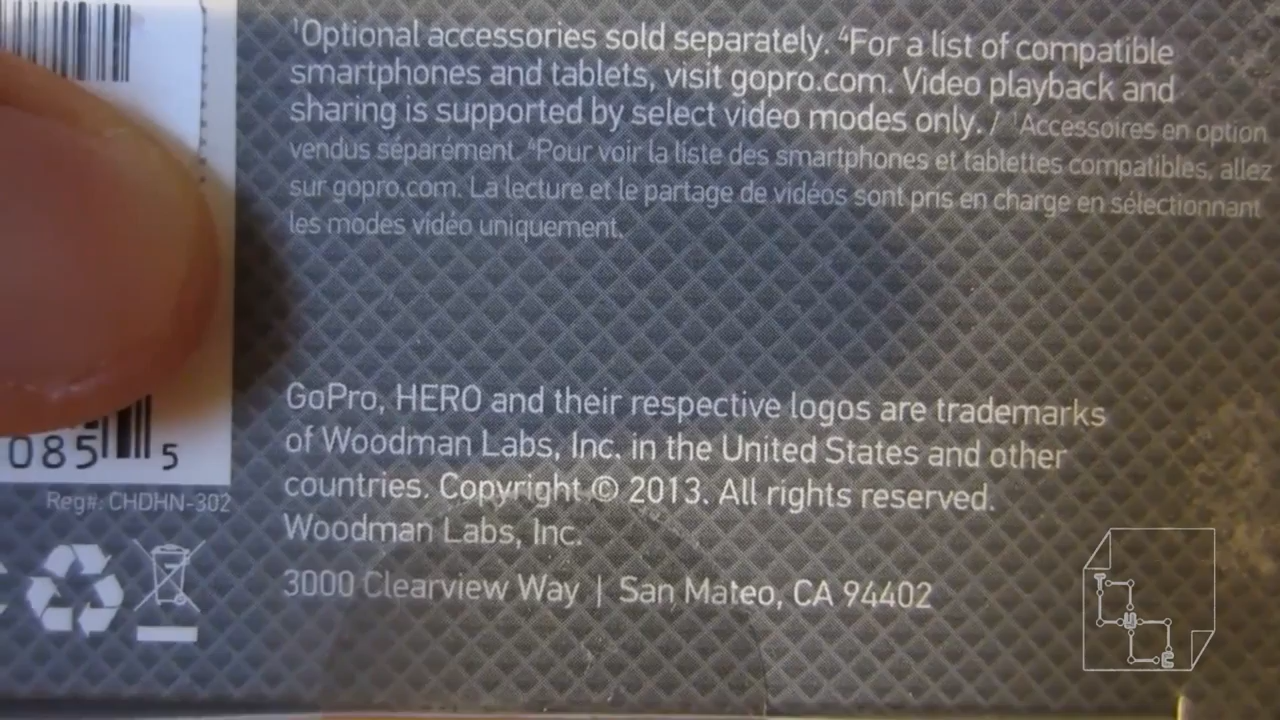 ¹Optional accessories sold separately. ⁴For a list of compatible
smartphones and tablets, visit gopro.com. Video playback and
sharing is supported by select video modes only. / ¹Accessoires en option
vendus séparément. ⁴Pour voir la liste des smartphones et tablettes compatibles, allez
sur gopro.com. La lecture et le partage de vidéos sont pris en charge en sélectionnant
les modes vidéo uniquement.
GoPro, HERO and their respective logos are trademarks
of Woodman Labs, Inc. in the United States and other
countries. Copyright © 2013. All rights reserved.
Woodman Labs, Inc.
3000 Clearview Way | San Mateo, CA 94402
085 5
Reg#: CHDHN-302
T
U
E